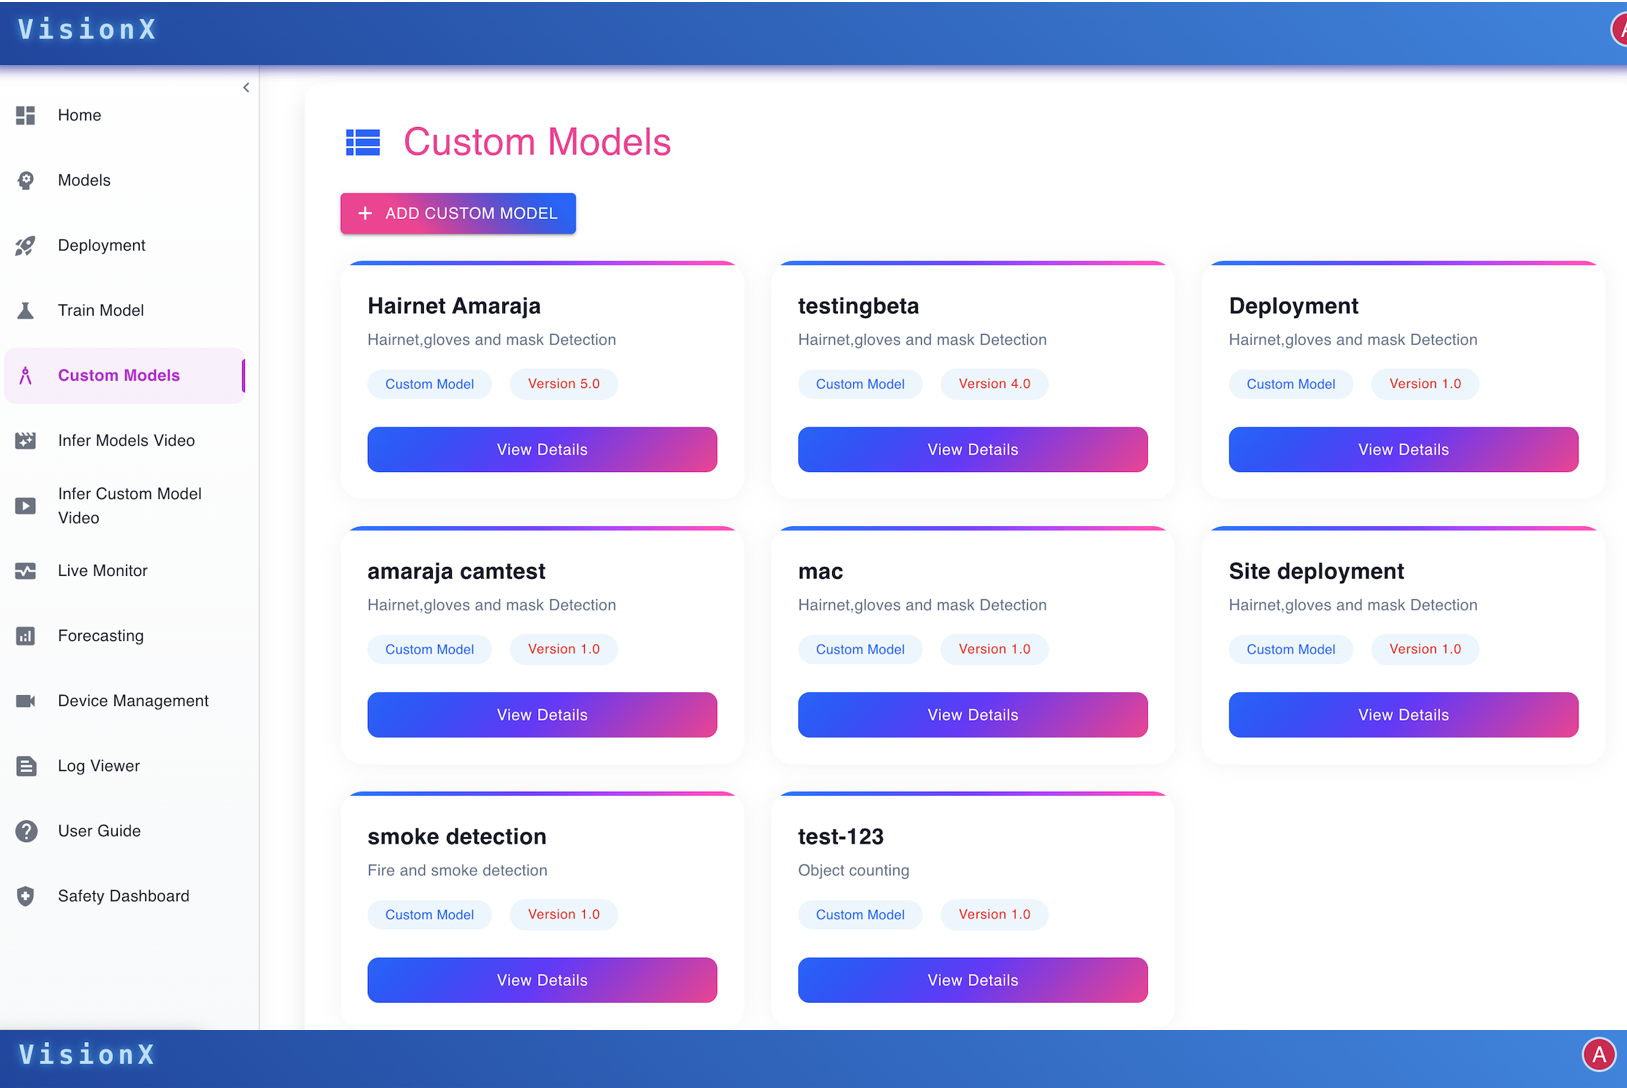 VisionX
A
Home
Models
Deployment
Train Model
Custom Models
Infer Models Video
Infer Custom Model
Video
Live Monitor
Forecasting
Device Management
Log Viewer
User Guide
Safety Dashboard
Custom Models
+ ADD CUSTOM MODEL
Hairnet Amaraja
Hairnet,gloves and mask Detection
Custom Model
Version 5.0
View Details
testingbeta
Hairnet,gloves and mask Detection
Custom Model
Version 4.0
View Details
Deployment
Hairnet,gloves and mask Detection
Custom Model
Version 1.0
View Details
amaraja camtest
Hairnet,gloves and mask Detection
Custom Model
Version 1.0
View Details
mac
Hairnet,gloves and mask Detection
Custom Model
Version 1.0
View Details
Site deployment
Hairnet,gloves and mask Detection
Custom Model
Version 1.0
View Details
smoke detection
Fire and smoke detection
Custom Model
Version 1.0
View Details
test-123
Object counting
Custom Model
Version 1.0
View Details
VisionX
A